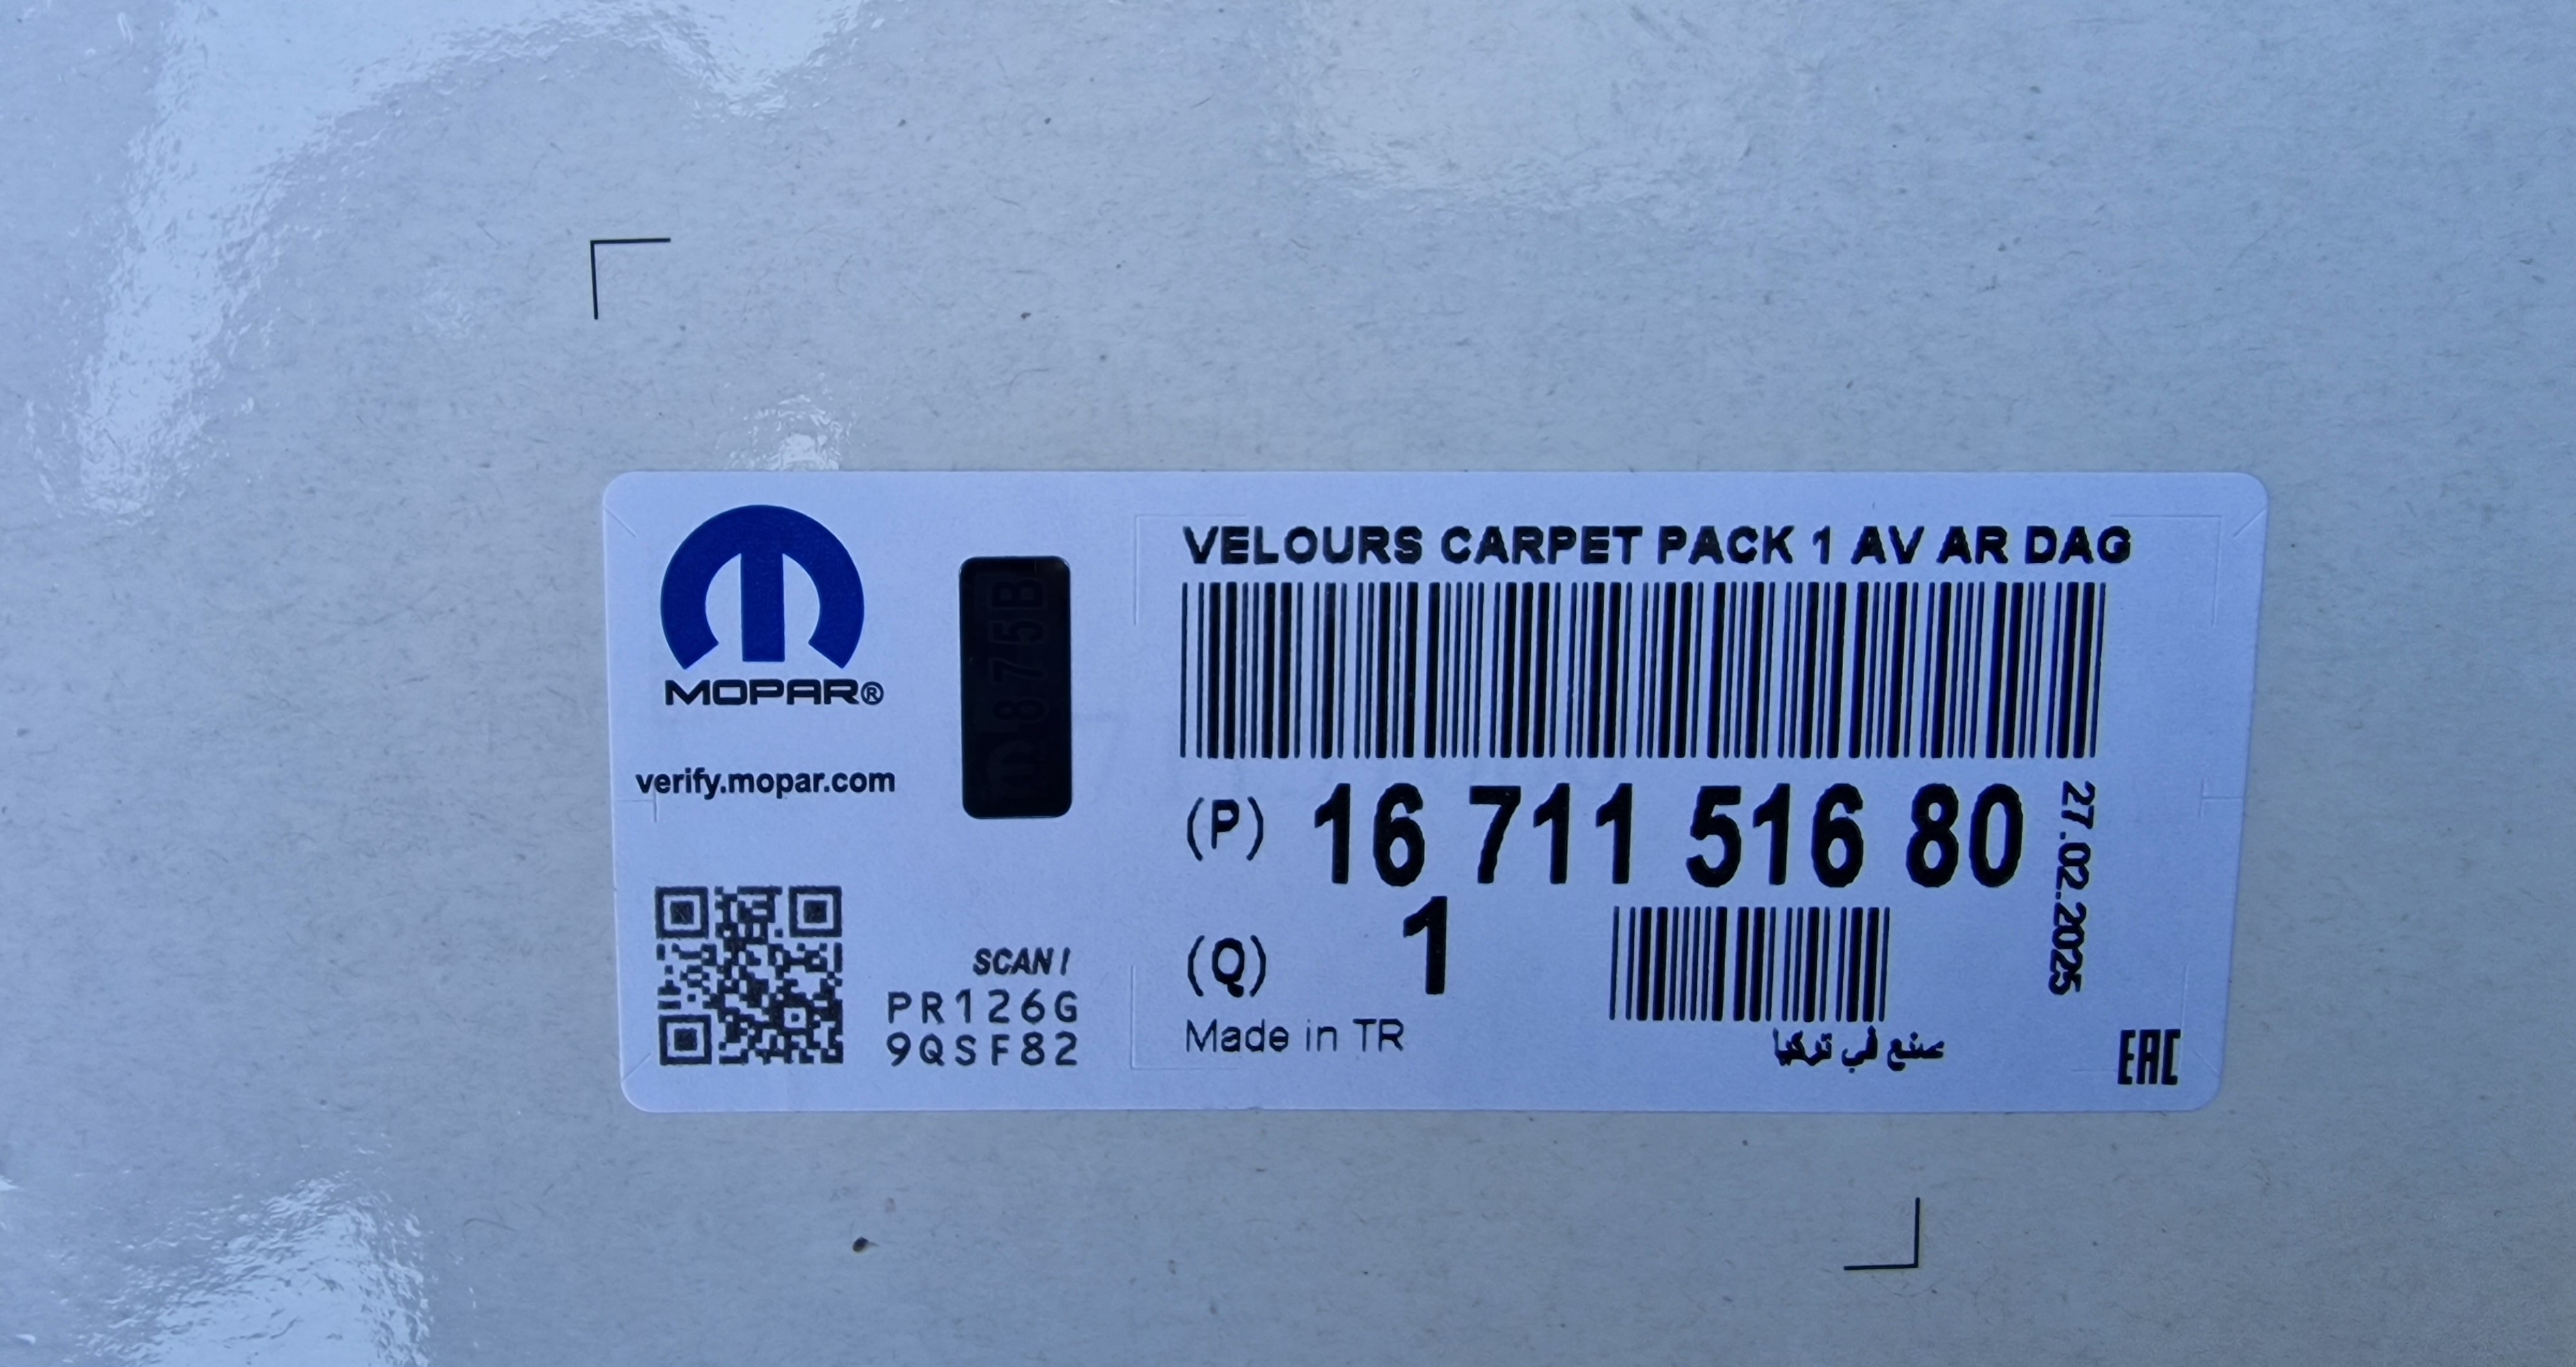 MOPAR®
verify.mopar.com
875B
SCAN!
PR126G
9QSF82
VELOURS CARPET PACK 1 AV AR DAG
(P) 16 711 516 80
27.02.2025
(Q) 1
Made in TR
صنع في تركيا
EAC